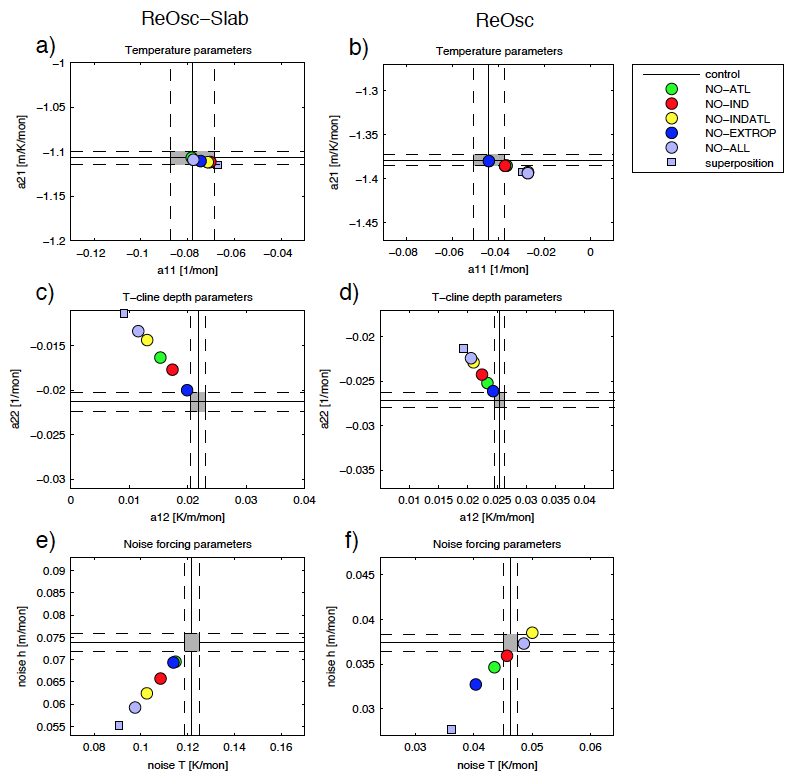 ReOsc−Slab
ReOsc
a)
Temperature parameters
−1
−1.05
−1.1
−1.15
−1.2
a21 [m/K/mon]
−0.12
−0.1
−0.08
−0.06
−0.04
a11 [1/mon]
b)
Temperature parameters
−1.3
−1.35
−1.4
−1.45
a21 [m/K/mon]
−0.08
−0.06
−0.04
−0.02
0
a11 [1/mon]
control
NO−ATL
NO−IND
NO−INDATL
NO−EXTROP
NO−ALL
superposition
c)
T−cline depth parameters
−0.015
−0.02
−0.025
−0.03
a22 [1/mon]
0
0.01
0.02
0.03
0.04
a12 [K/m/mon]
d)
T−cline depth parameters
−0.02
−0.025
−0.03
−0.035
a22 [1/mon]
0.01
0.015
0.02
0.025
0.03
0.035
0.04
a12 [K/m/mon]
e)
Noise forcing parameters
0.09
0.085
0.08
0.075
0.07
0.065
0.06
0.055
noise h [m/mon]
0.08
0.1
0.12
0.14
0.16
noise T [K/mon]
f)
Noise forcing parameters
0.045
0.04
0.035
0.03
noise h [m/mon]
0.03
0.04
0.05
0.06
noise T [K/mon]